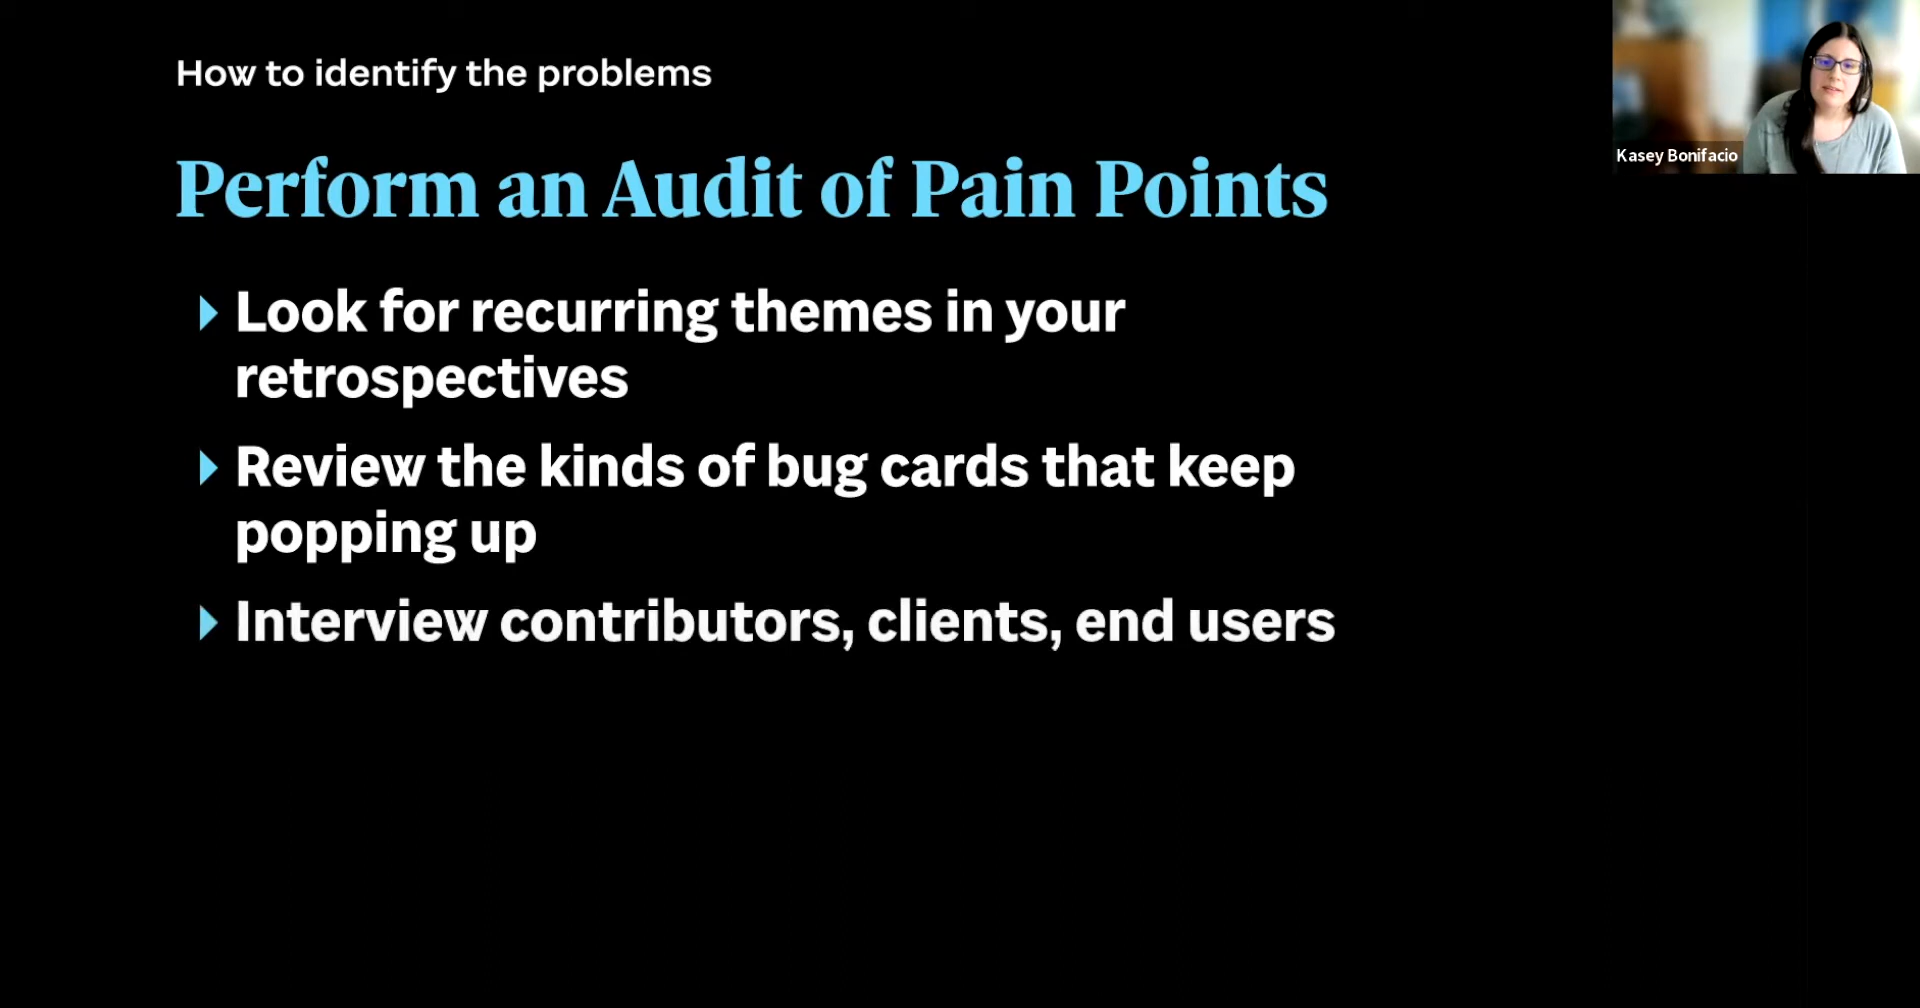 How to identify the problems
Perform an Audit of Pain Points
Look for recurring themes in your
retrospectives
Review the kinds of bug cards that keep
popping up
Interview contributors, clients, end users
Kasey Bonifacio